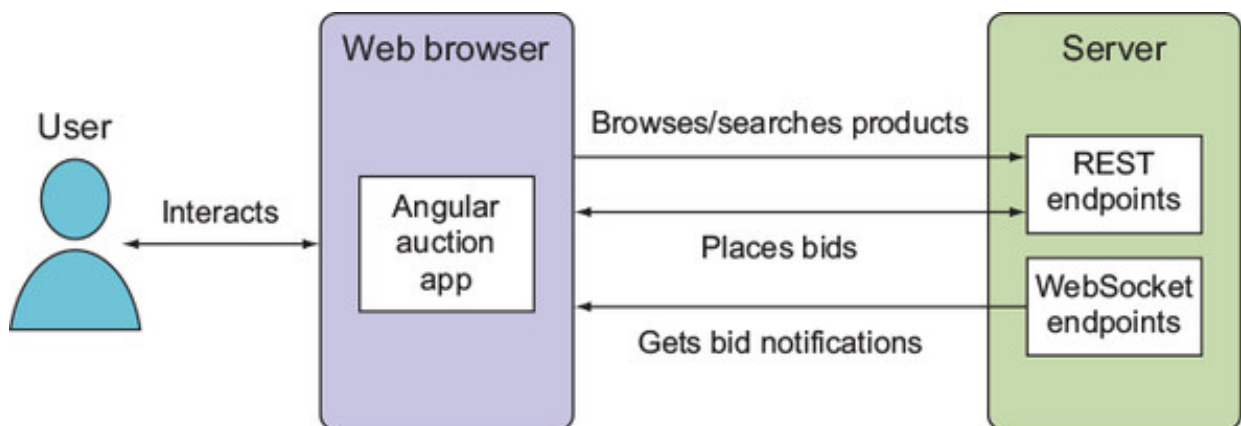 User
Interacts
Web browser
Angular
auction
app
Browses/searches products
Places bids
Gets bid notifications
Server
REST
endpoints
WebSocket
endpoints